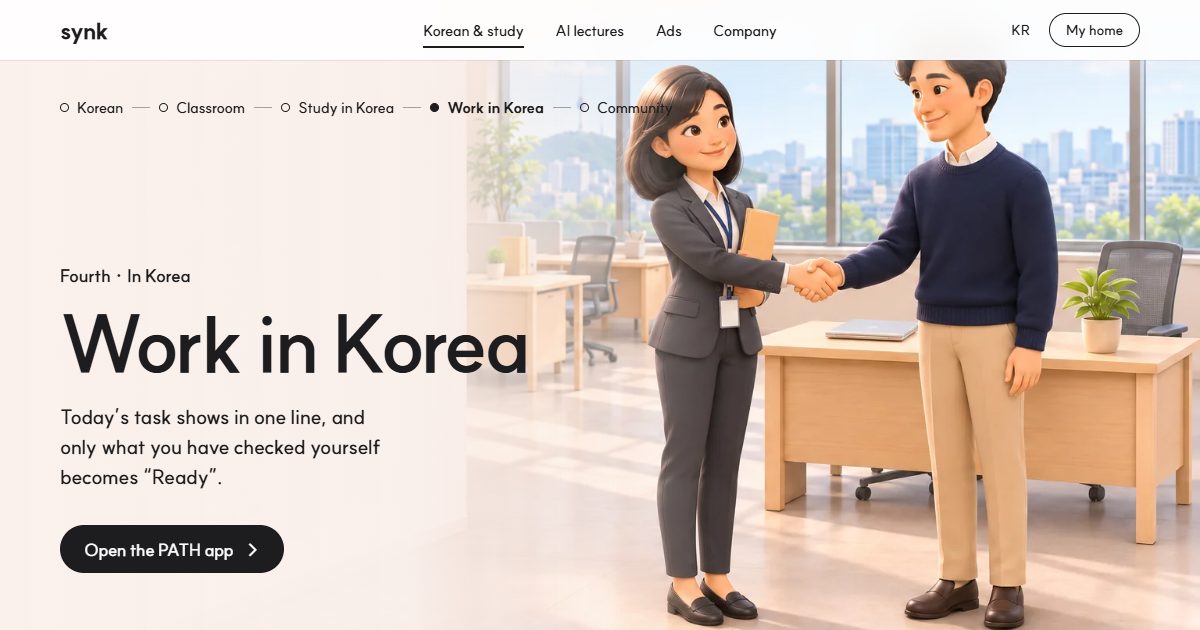 synk
Korean & study
AI lectures
Ads
Company
KR
My home
Korean
Classroom
Study in Korea
Work in Korea
Community
Fourth · In Korea
Work in Korea
Today’s task shows in one line, and
only what you have checked yourself
becomes “Ready”.
Open the PATH app